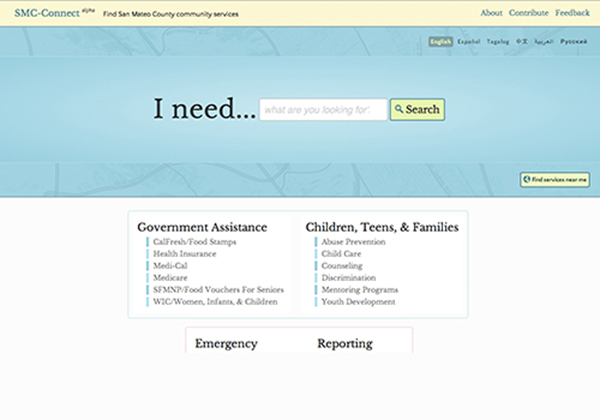 SMC-Connect alpha Find San Mateo County community services About Contribute Feedback
English Español Tagalog 中文 العربية Русский
I need... what are you looking for? Search
Find services near me
Government Assistance
CalFresh/Food Stamps
Health Insurance
Medi-Cal
Medicare
SFMNP/Food Vouchers For Seniors
WIC/Women, Infants, & Children
Children, Teens, & Families
Abuse Prevention
Child Care
Counseling
Discrimination
Mentoring Programs
Youth Development
Emergency Reporting